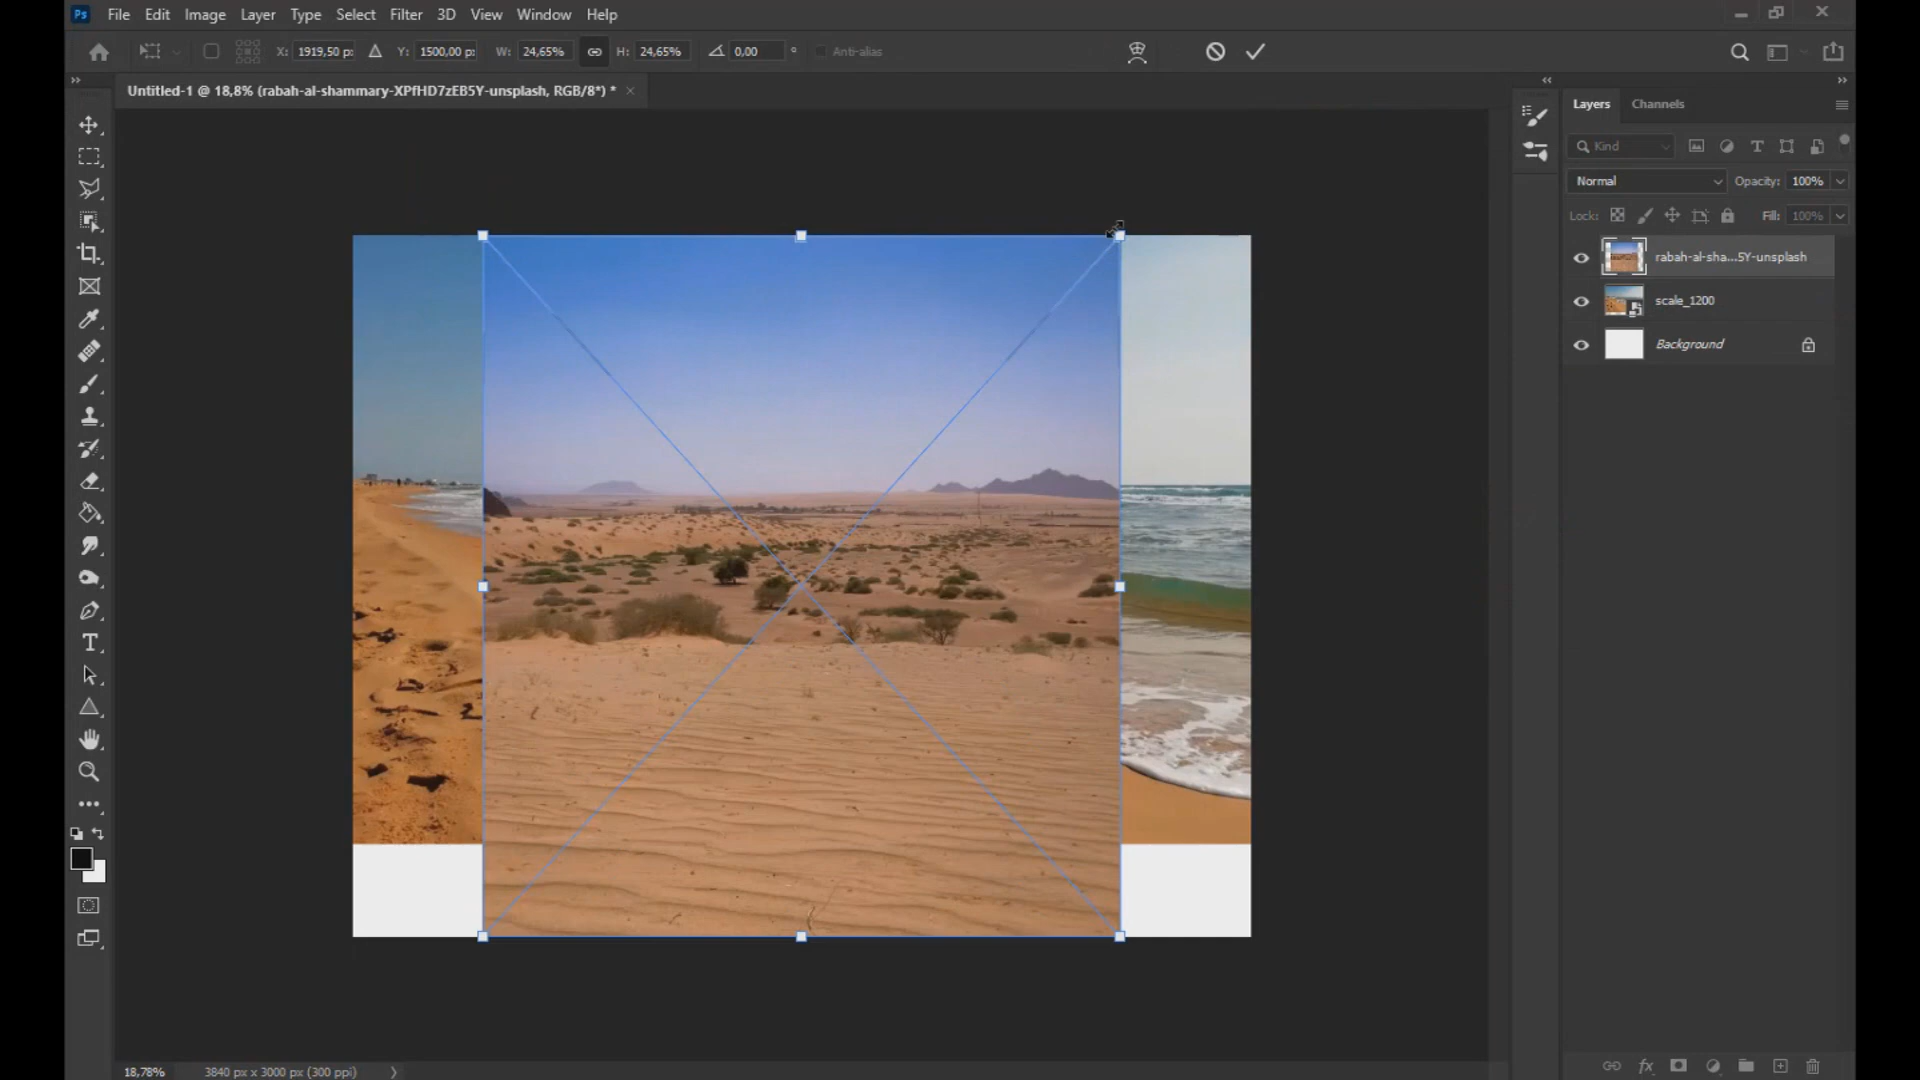 Ps File Edit Image Layer Type Select Filter 3D View Window Help
X: 1919,50 p: Y: 1500,00 p: W: 24,65% H: 24,65% 0,00 ° Anti-alias
Untitled-1 @ 18,8% (rabah-al-shammary-XPfHD7zEB5Y-unsplash, RGB/8*) *
Layers Channels
Kind
Normal Opacity: 100%
Lock: Fill: 100%
rabah-al-sha...5Y-unsplash
scale_1200
Background
fx
18,78% 3840 px x 3000 px (300 ppi)